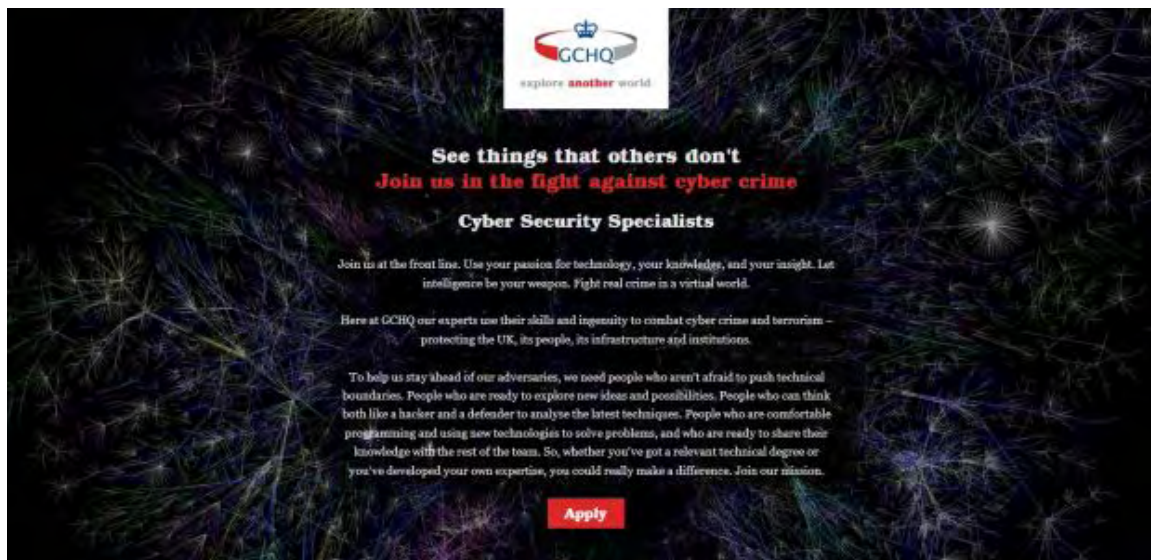 GCHQ
explore another world
See things that others don't
Join us in the fight against cyber crime
Cyber Security Specialists
Join us at the front line. Use your passion for technology, your knowledge, and your insight. Let
intelligence be your weapon. Fight real crime in a virtual world.
Here at GCHQ our experts use their skills and ingenuity to combat cyber crime and terrorism –
protecting the UK, its people, its infrastructure and institutions.
To help us stay ahead of our adversaries, we need people who aren't afraid to push technical
boundaries. People who are ready to explore new ideas and possibilities. People who can think
both like a hacker and a defender to analyse the latest techniques. People who are comfortable
programming and using new technologies to solve problems, and who are ready to share their
knowledge with the rest of the team. So, whether you've got a relevant technical degree or
you've developed your own expertise, you could really make a difference. Join our mission.
Apply